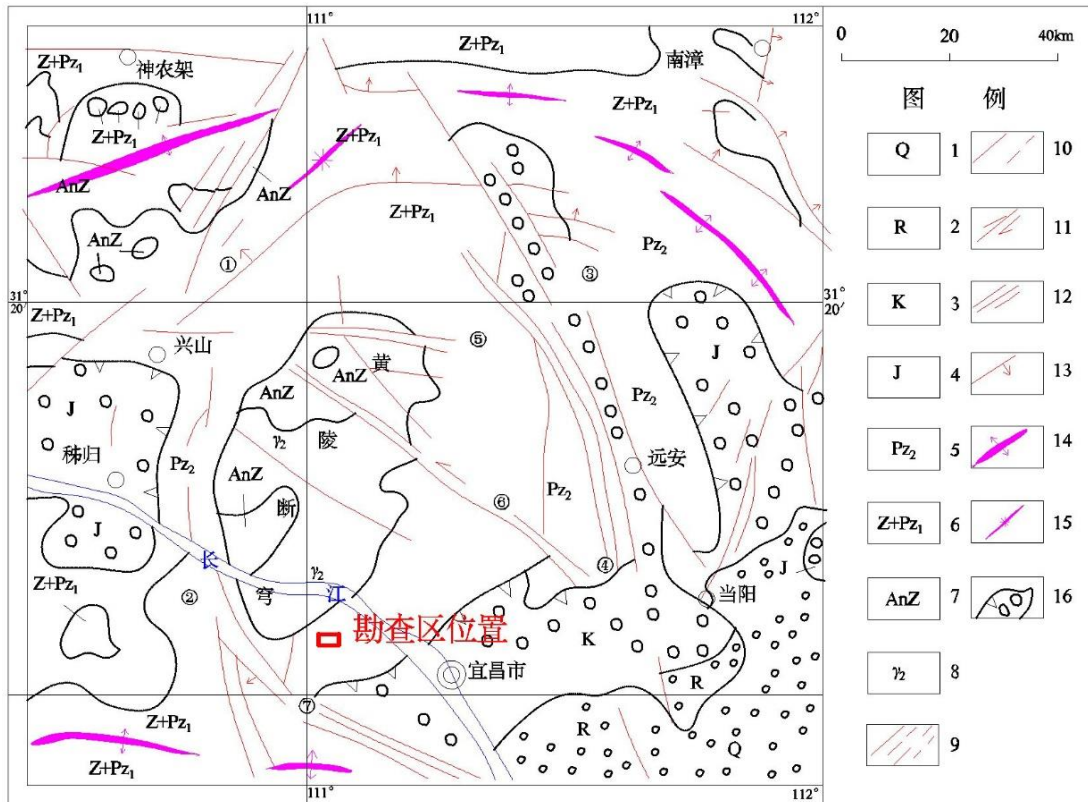 111°
112°
0 20 40km
Z+Pz₁
Z+Pz₁
神农架
南漳
Z+Pz₁
Z+Pz₁
Z+Pz₁
图 例
AnZ
AnZ
Z+Pz₁
Q 1 10
AnZ
Pz₂
R 2 11
①
③
31°
20′
31°
20′
K 3 12
Z+Pz₁
兴山
⑤
黄
AnZ
J
J 4 13
J
AnZ
Pz₂
γ₂
陵
秭归
Pz₂
AnZ
远安
Pz₂ 5 14
断
⑥
Pz₂
J
Z+Pz₁ 6 15
长
γ₂
④
J
Z+Pz₁
②
穹
江
当阳
AnZ 7 16
勘查区位置
K
宜昌市
R
γ₂ 8
⑦
Z+Pz₁
R
Q
9
Z+Pz₁
Z+Pz₁
111°
112°